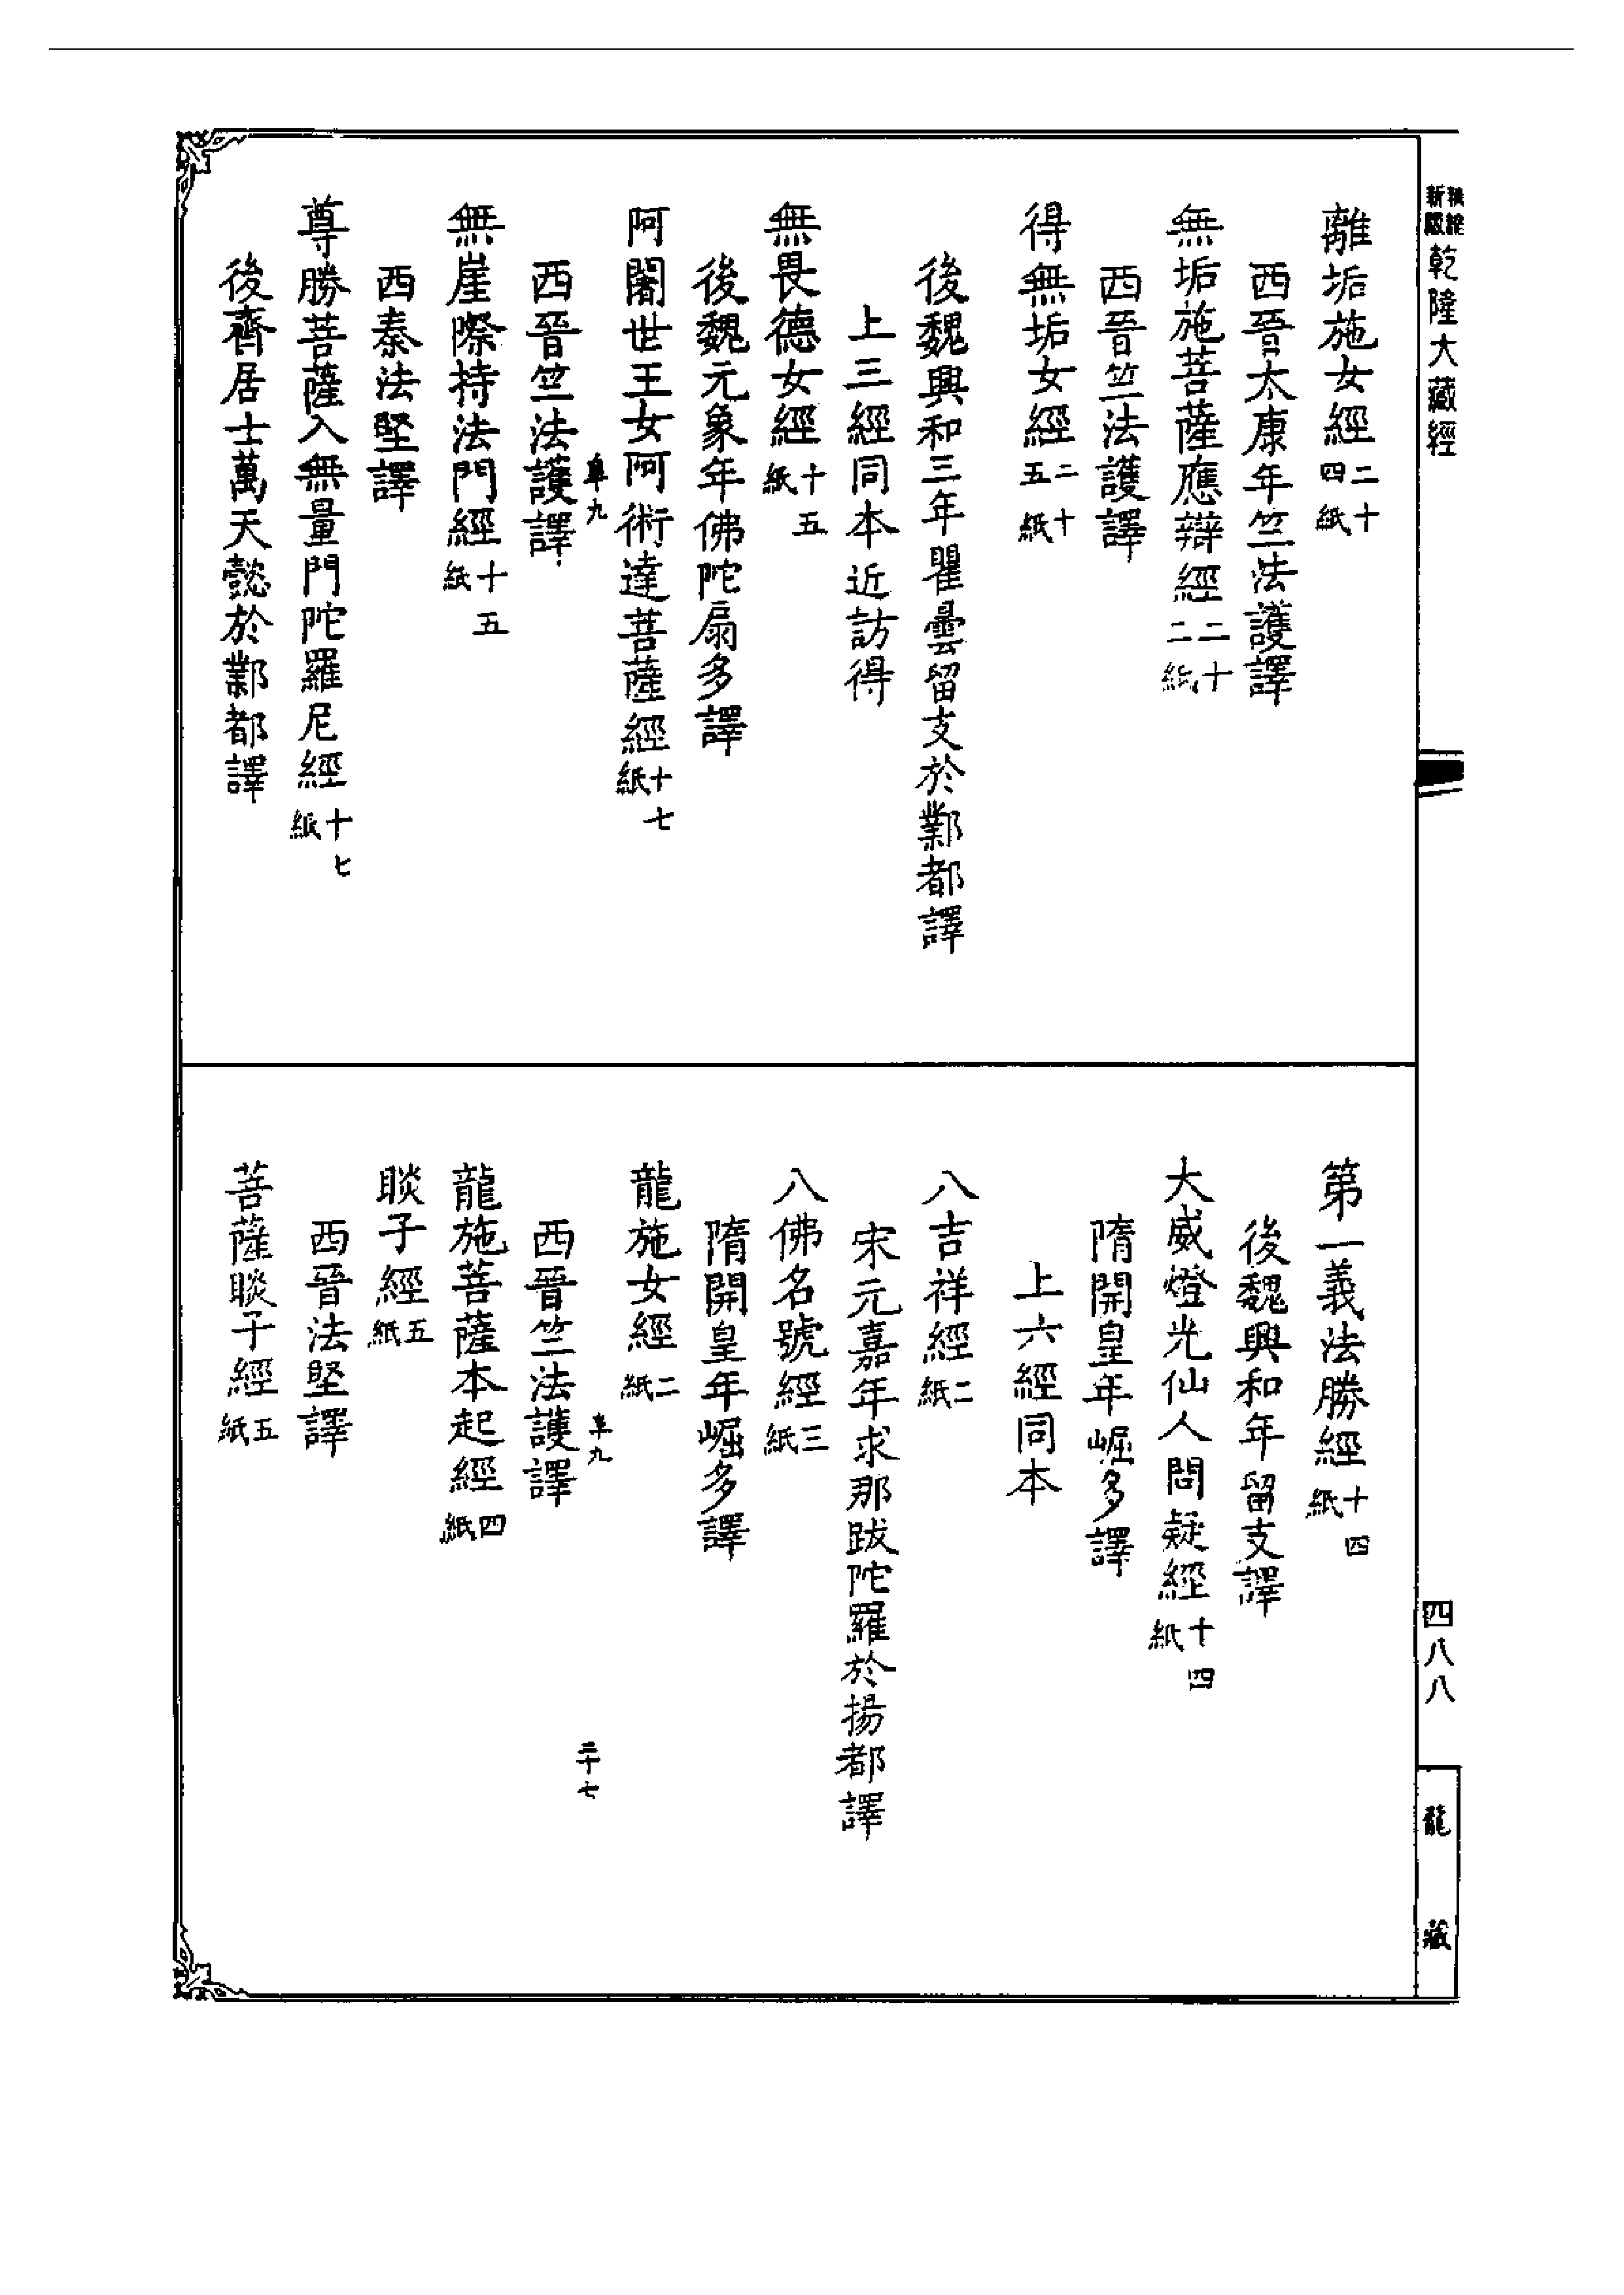 精縮
新版
乾隆大藏經
離垢施女經二十四紙
西晉太康年竺法護譯
無垢施菩薩應辯經二十二紙
西晉竺法護譯
得無垢女經二十五紙
後魏興和三年瞿曇留支於鄴都譯
上三經同本近訪得
無畏德女經十五紙
後魏元象年佛陀扇多譯
阿闍世王女阿術達菩薩經十七紙
阜九
西晉竺法護譯
無崖際持法門經十五紙
西秦法堅譯
尊勝菩薩入無量門陀羅尼經十七紙
後齊居士萬天懿於鄴都譯
第一義法勝經十四紙
後魏興和年留支譯
大威燈光仙人問疑經十四紙
隋開皇年崛多譯
上六經同本
八吉祥經二紙
宋元嘉年求那跋陀羅於揚都譯
八佛名號經三紙
隋開皇年崛多譯
龍施女經二紙
阜九
二十七
西晉竺法護譯
龍施菩薩本起經四紙
睒子經五紙
西晉法堅譯
菩薩睒子經五紙
四八八
龍藏